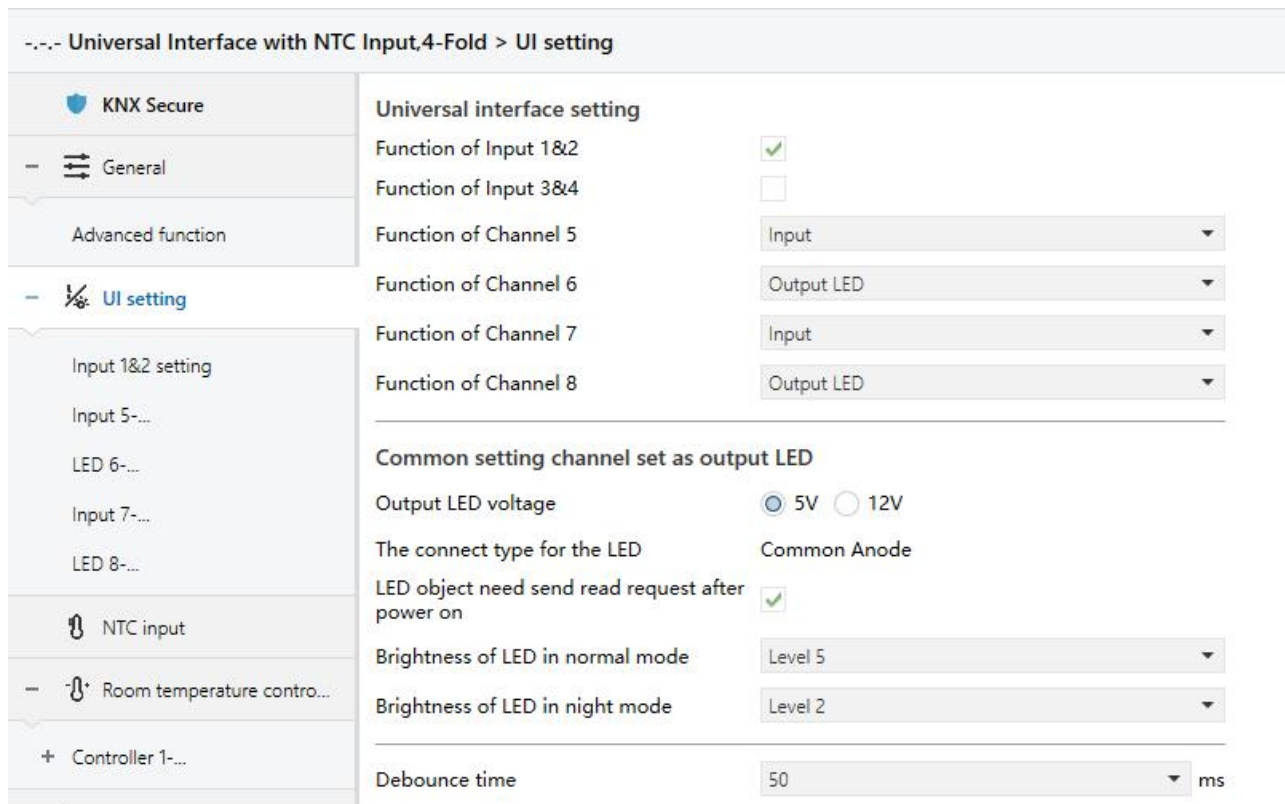 -.-.- Universal Interface with NTC Input,4-Fold > UI setting
KNX Secure
General
Advanced function
UI setting
Input 1&2 setting
Input 5-...
LED 6-...
Input 7-...
LED 8-...
NTC input
Room temperature contro...
Controller 1-...
Universal interface setting
Function of Input 1&2
Function of Input 3&4
Function of Channel 5 Input
Function of Channel 6 Output LED
Function of Channel 7 Input
Function of Channel 8 Output LED
Common setting channel set as output LED
Output LED voltage 5V 12V
The connect type for the LED Common Anode
LED object need send read request after
power on
Brightness of LED in normal mode Level 5
Brightness of LED in night mode Level 2
Debounce time 50 ms